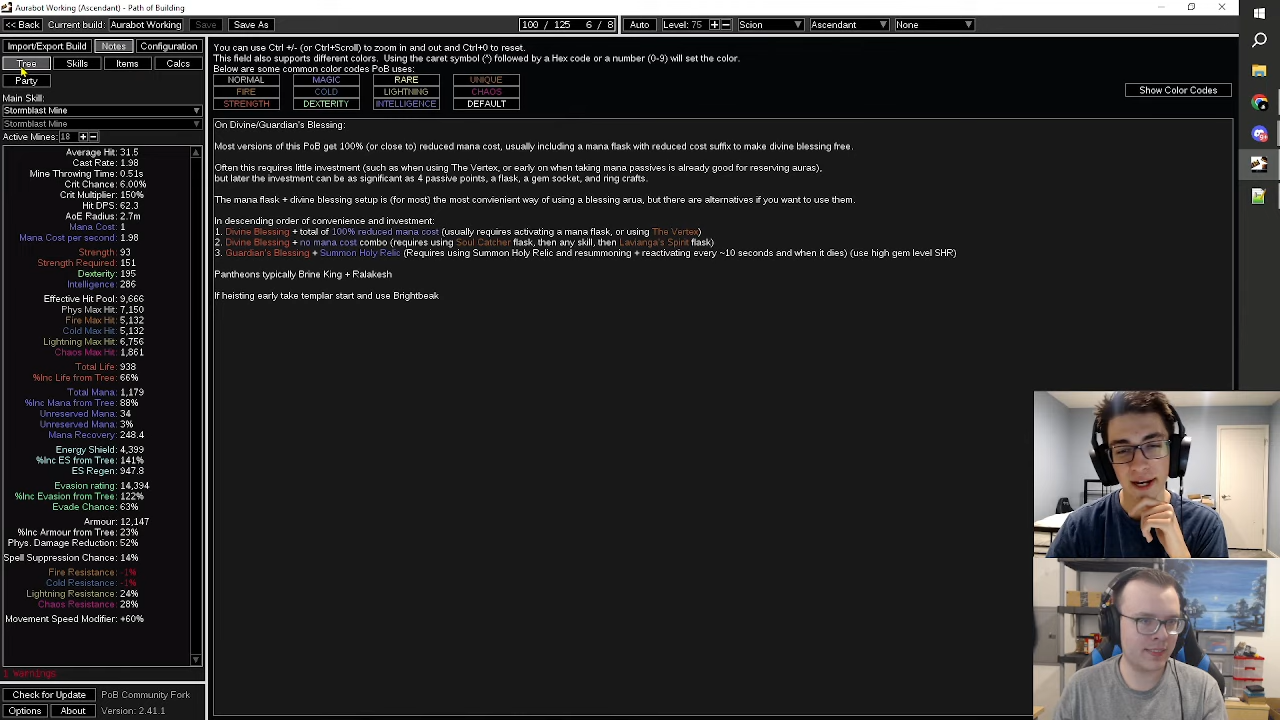 Aurabot Working (Ascendant) - Path of Building
<< Back
Current build:
Aurabot Working
Save
Save As
100 / 125 6 / 8
Auto
Level: 75
Scion
Ascendant
None
Import/Export Build
Notes
Configuration
Tree
Skills
Items
Calcs
Party
Main Skill:
Stormblast Mine
Stormblast Mine
Active Mines: 18
Average Hit: 31.5
Cast Rate: 1.98
Mine Throwing Time: 0.51s
Crit Chance: 6.00%
Crit Multiplier: 150%
Hit DPS: 62.3
AoE Radius: 2.7m
Mana Cost: 1
Mana Cost per second: 1.98
Strength: 93
Strength Required: 151
Dexterity: 195
Intelligence: 286
Effective Hit Pool: 9,666
Phys Max Hit: 7,150
Fire Max Hit: 5,132
Cold Max Hit: 5,132
Lightning Max Hit: 6,756
Chaos Max Hit: 1,861
Total Life: 938
%Inc Life from Tree: 66%
Total Mana: 1,179
%Inc Mana from Tree: 88%
Unreserved Mana: 34
Unreserved Mana: 3%
Mana Recovery: 248.4
Energy Shield: 4,399
%Inc ES from Tree: 141%
ES Regen: 947.8
Evasion rating: 14,394
%Inc Evasion from Tree: 122%
Evade Chance: 63%
Armour: 12,147
%Inc Armour from Tree: 23%
Phys. Damage Reduction: 52%
Spell Suppression Chance: 14%
Fire Resistance: -1%
Cold Resistance: -1%
Lightning Resistance: 24%
Chaos Resistance: 28%
Movement Speed Modifier: +60%
1 Warnings
Check for Update
PoB Community Fork
Options
About
Version: 2.41.1
You can use Ctrl +/- (or Ctrl+Scroll) to zoom in and out and Ctrl+0 to reset.
This field also supports different colors. Using the caret symbol (^) followed by a Hex code or a number (0-9) will set the color.
Below are some common color codes PoB uses:
NORMAL
MAGIC
RARE
UNIQUE
FIRE
COLD
LIGHTNING
CHAOS
STRENGTH
DEXTERITY
INTELLIGENCE
DEFAULT
Show Color Codes
On Divine/Guardian's Blessing:
Most versions of this PoB get 100% (or close to) reduced mana cost, usually including a mana flask with reduced cost suffix to make divine blessing free.
Often this requires little investment (such as when using The Vertex, or early on when taking mana passives is already good for reserving auras),
but later the investment can be as significant as 4 passive points, a flask, a gem socket, and ring crafts.
The mana flask + divine blessing setup is (for most) the most convienient way of using a blessing arua, but there are alternatives if you want to use them.
In descending order of convenience and investment:
1. Divine Blessing + total of 100% reduced mana cost (usually requires activating a mana flask, or using The Vertex)
2. Divine Blessing + no mana cost combo (requires using Soul Catcher flask, then any skill, then Lavianga's Spirit flask)
3. Guardian's Blessing + Summon Holy Relic (Requires using Summon Holy Relic and resummoning + reactivating every ~10 seconds and when it dies) (use high gem level SHR)
Pantheons typically Brine King + Ralakesh
If heisting early take templar start and use Brightbeak